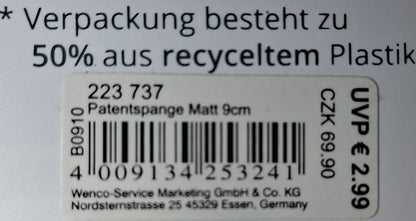 * Verpackung besteht zu
50% aus recyceltem Plastik
223 737
Patentspange Matt 9cm
B0910
4 009134 253241
Wenco-Service Marketing GmbH & Co. KG
Nordsternstrasse 25 45329 Essen, Germany
CZK 69.90
UVP € 2.99